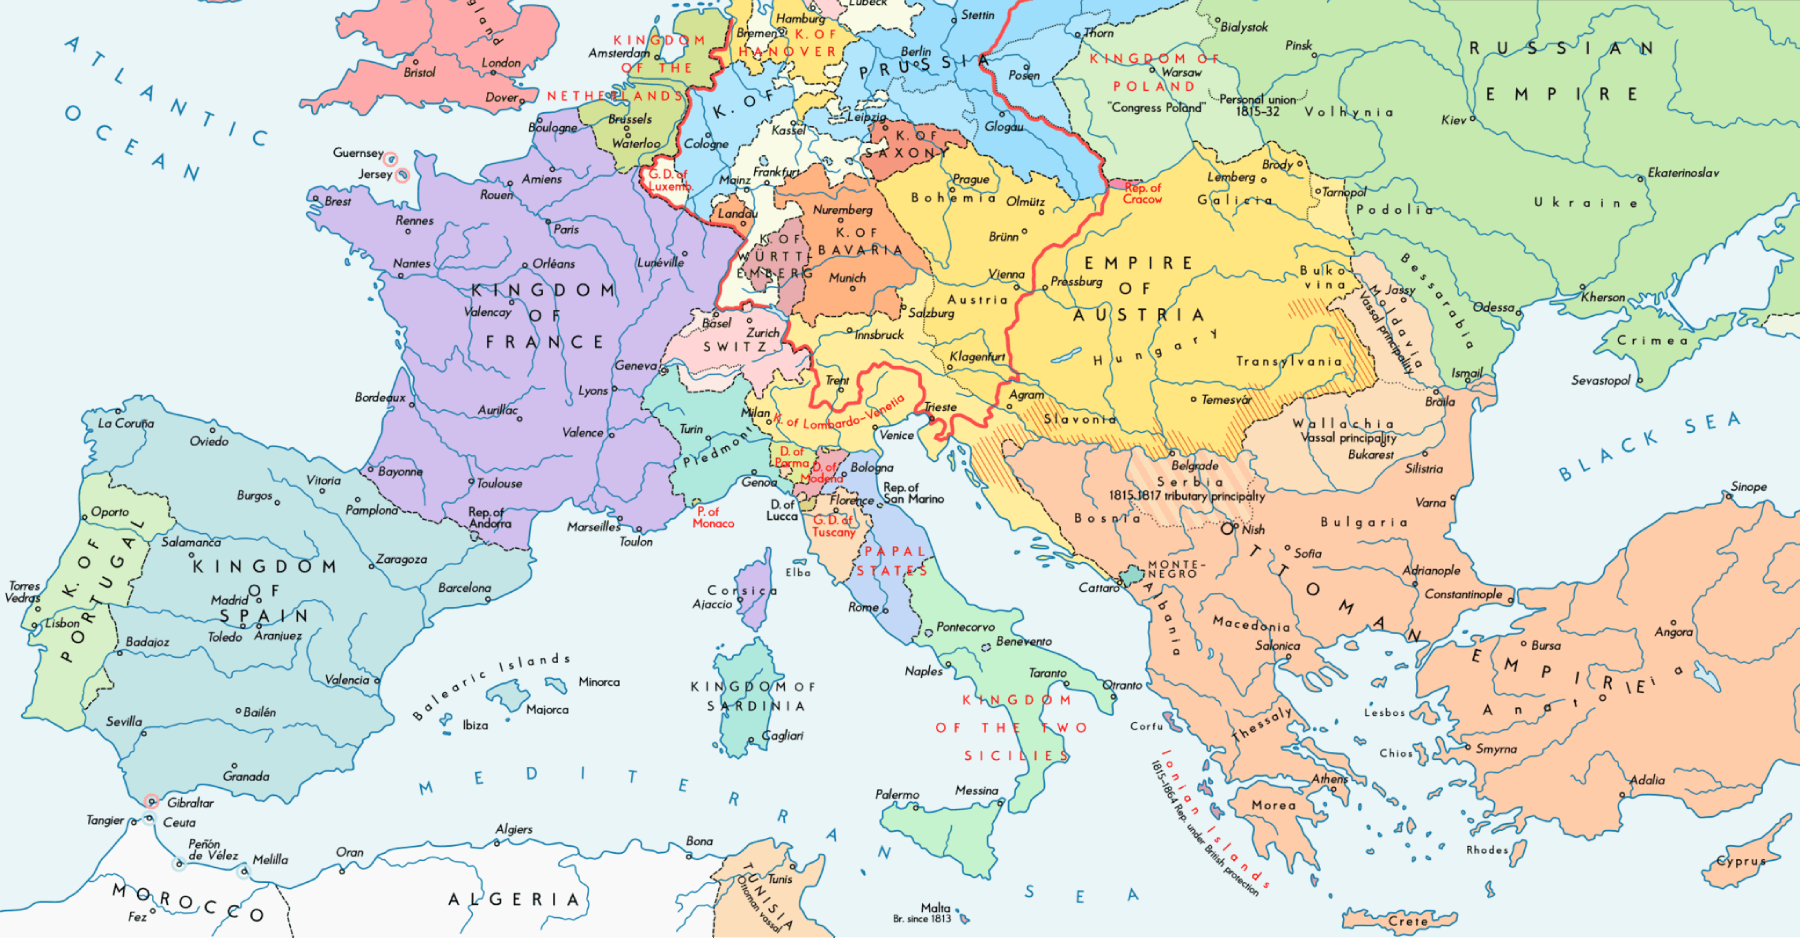 ATLANTIC
OCEAN
England
Bristol
London
Dover
Guernsey
Jersey
KINGDOM
OF THE
NETHERLANDS
Amsterdam
Brussels
Waterloo
Boulogne
G.D. of
Luxemb.
Hamburg
Lübeck
Bremen
K. OF
HANOVER
Stettin
Berlin
K. OF PRUSSIA
Thorn
Posen
Glogau
Leipzig
Kassel
Cologne
Mainz
Frankfurt
K. OF
SAXONY
Landau
Nuremberg
K. OF
BAVARIA
Munich
K. OF
WÜRTT-
EMBERG
Bialystok
Pinsk
KINGDOM OF
POLAND
Warsaw
"Congress Poland"
Personal union
1815-32
RUSSIAN
EMPIRE
Volhynia
Kiev
Ekaterinoslav
Ukraine
Podolia
Bessarabia
Odessa
Kherson
Crimea
Sevastopol
Ismail
Rep. of
Cracow
Brody
Lemberg
Galicia
Tarnopol
Prague
Bohemia
Olmütz
Brünn
Vienna
Pressburg
Austria
Salzburg
Innsbruck
Klagenfurt
EMPIRE
OF
AUSTRIA
Hungary
Buko
vina
Transylvania
Temesvár
Agram
Slavonia
Jassy
Moldavia
Vassal principality
Brest
Rennes
Nantes
Rouen
Amiens
Paris
Orléans
Lunéville
KINGDOM
OF
FRANCE
Valencay
Bordeaux
Aurillac
Lyons
Valence
Bayonne
Toulouse
Marseilles
Toulon
Rep. of
Andorra
Basel
Zurich
SWITZ
Geneva
Turin
Piedmont
Milan
Trent
K. of Lombardo-Venetia
Trieste
Venice
Genoa
D. of
Parma
D. of
Modena
Bologna
Rep. of
San Marino
P. of
Monaco
D. of
Lucca
Florence
G.D. of
Tuscany
Elba
PAPAL
STATES
Rome
Corsica
Ajaccio
KINGDOM OF
SARDINIA
Cagliari
Pontecorvo
Benevento
Naples
Taranto
Otranto
KINGDOM
OF THE TWO
SICILIES
Palermo
Messina
Malta
Br. since 1813
La Coruña
Oviedo
Vitoria
Burgos
Pamplona
Salamanca
Zaragoza
Barcelona
KINGDOM
OF
SPAIN
Madrid
Toledo
Aranjuez
Badajoz
Valencia
Bailén
Sevilla
Granada
Gibraltar
Oporto
K. OF
PORTUGAL
Torres
Vedras
Lisbon
Balearic Islands
Minorca
Majorca
Ibiza
MEDITERRAN
SEA
Tangier
Ceuta
Peñón
de Vélez
Melilla
MOROCCO
Fez
Oran
Algiers
Bona
ALGERIA
Tunis
TUNISIA
Ottoman vassal
Wallachia
Vassal principality
Bukarest
Braila
Silistria
Varna
Belgrade
Serbia
1815.1817 tributary principalty
Bosnia
Nish
Bulgaria
Sofia
MONTE-
NEGRO
Cattaro
Albania
Adrianople
Constantinople
Macedonia
Salonica
OTTOMAN
EMPIRE
Anatolia
Angora
Bursa
Sinope
Thessaly
Corfu
Lesbos
Chios
Smyrna
Adalia
Athens
Morea
Ionian Islands
1815-1864 Rep. under British protection
Rhodes
Cyprus
Crete
BLACK SEA